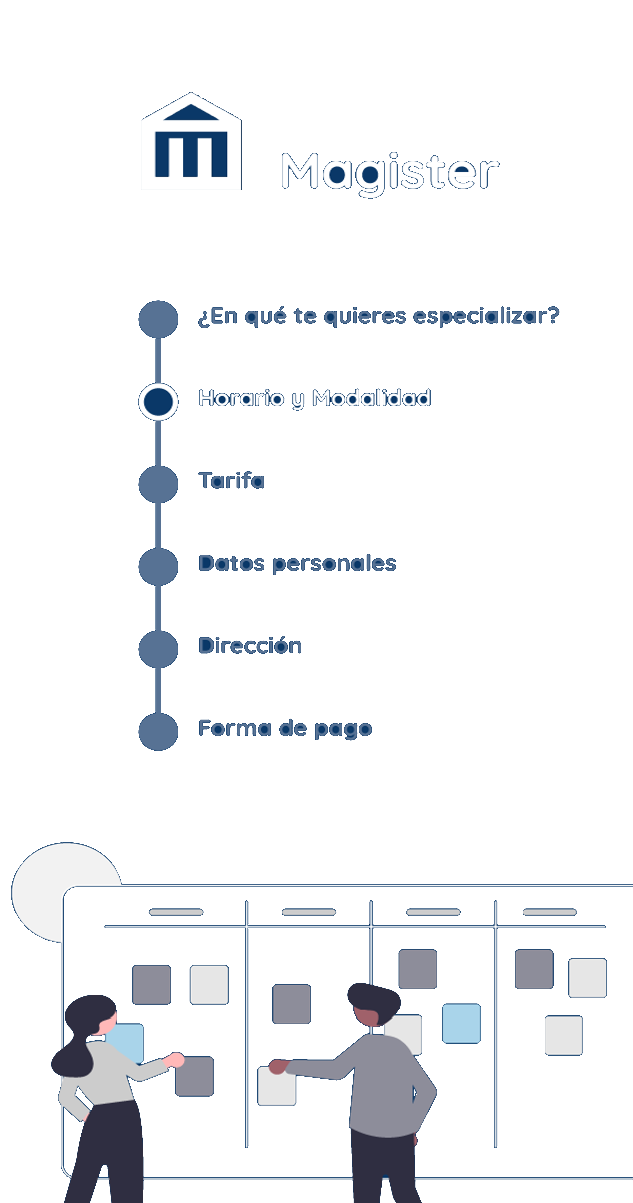 Magister
¿En qué te quieres especializar?
Horario y Modalidad
Tarifa
Datos personales
Dirección
Forma de pago